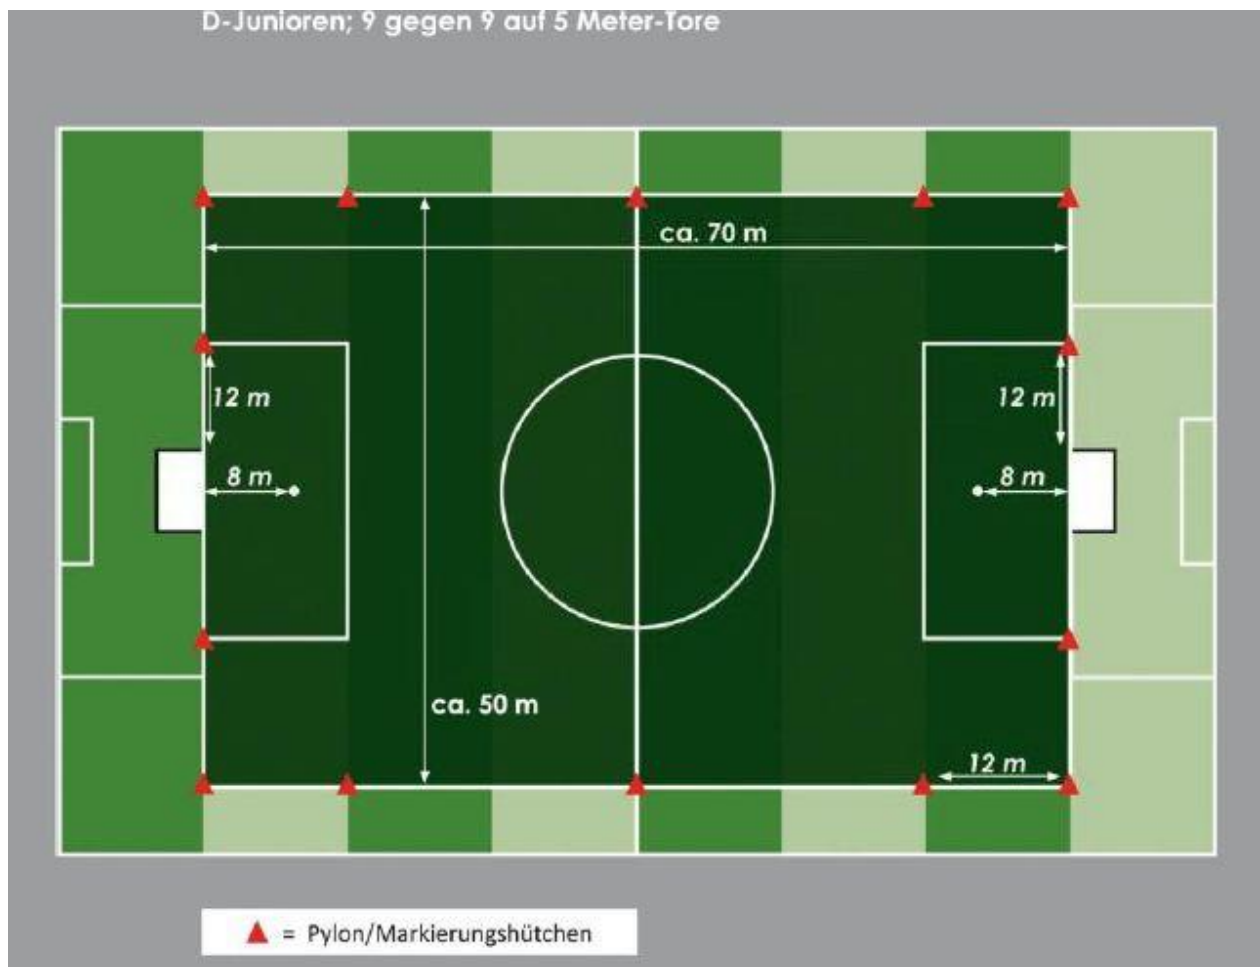 D-Junioren; 9 gegen 9 auf 5 Meter-Tore
ca. 70 m
12 m
12 m
8 m
8 m
ca. 50 m
12 m
= Pylon/Markierungshütchen